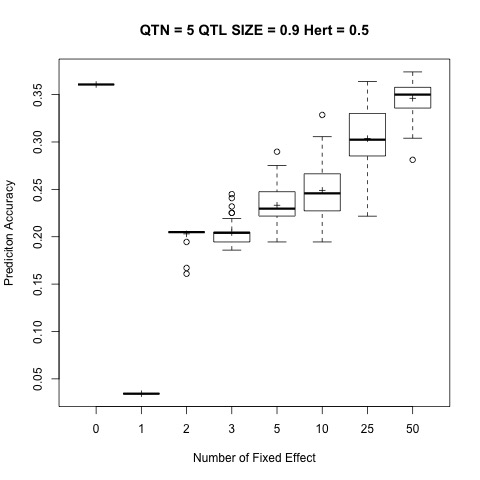 QTN = 5 QTL SIZE = 0.9 Hert = 0.5
Prediciton Accuracy
0.35
0.30
0.25
0.20
0.15
0.10
0.05
0 1 2 3 5 10 25 50
Number of Fixed Effect